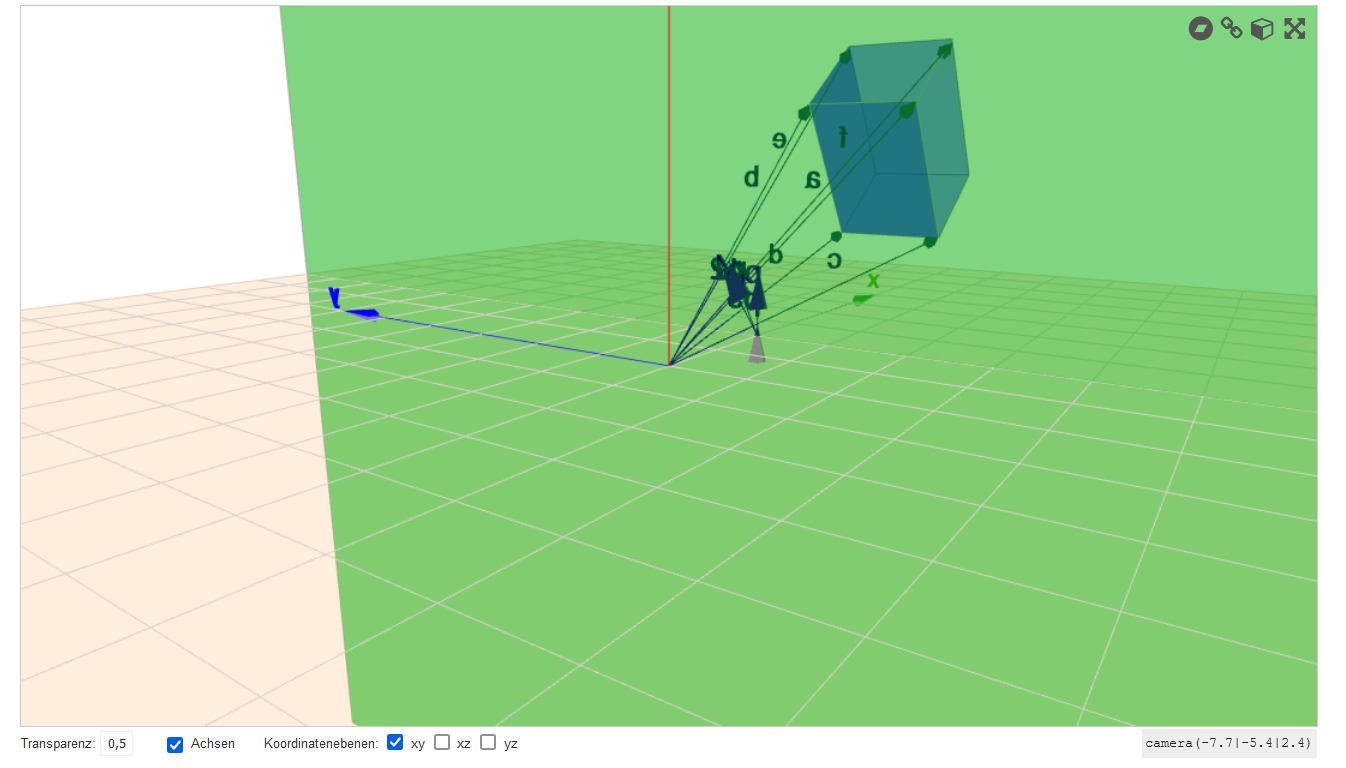 e
f
b
a
d
c
x
y
Transparenz: 0,5 Achsen Koordinatenebenen: xy xz yz camera(-7.7|-5.4|2.4)